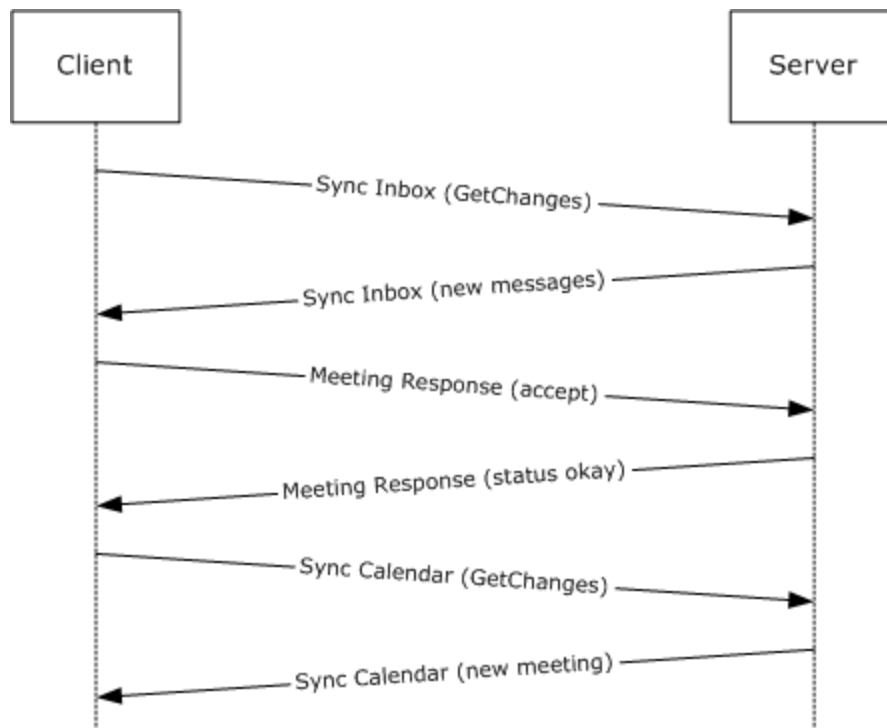 Client
Server
Sync Inbox (GetChanges)
Sync Inbox (new messages)
Meeting Response (accept)
Meeting Response (status okay)
Sync Calendar (GetChanges)
Sync Calendar (new meeting)